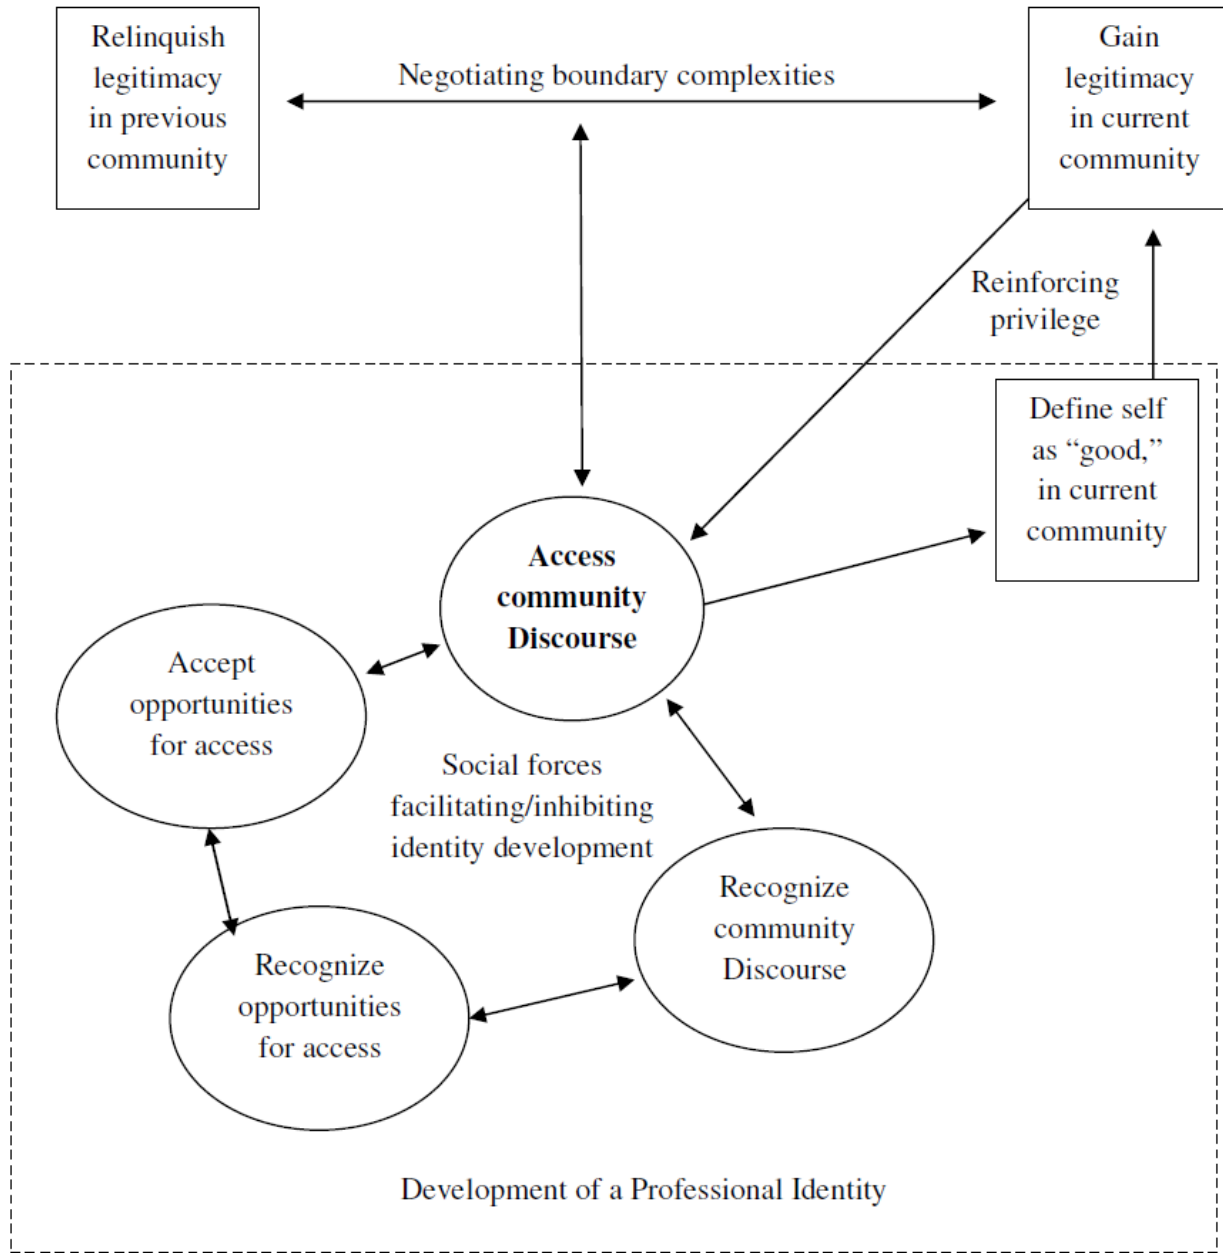 Relinquish
legitimacy
in previous
community
Negotiating boundary complexities
Gain
legitimacy
in current
community
Reinforcing
privilege
Define self
as “good,”
in current
community
Access
community
Discourse
Accept
opportunities
for access
Social forces
facilitating/inhibiting
identity development
Recognize
community
Discourse
Recognize
opportunities
for access
Development of a Professional Identity